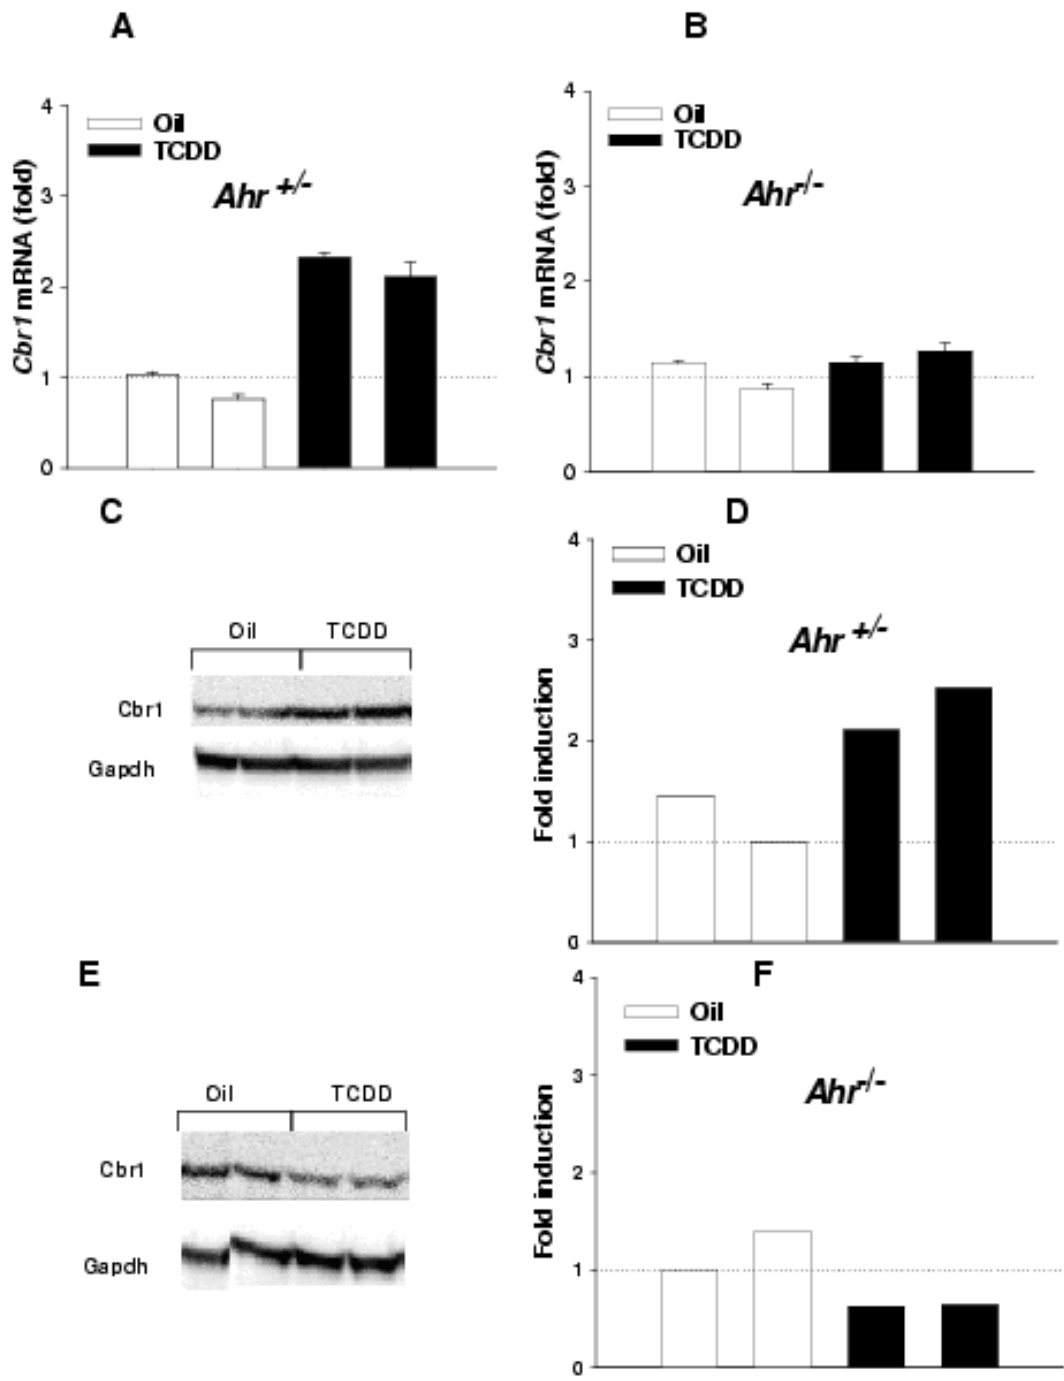 A
4
3
2
1
0
Cbr1 mRNA (fold)
Oil
TCDD
Ahr +/-
B
4
3
2
1
0
Cbr1 mRNA (fold)
Oil
TCDD
Ahr-/-
C
Oil TCDD
Cbr1
Gapdh
D
4
3
2
1
0
Fold induction
Oil
TCDD
Ahr +/-
E
Oil TCDD
Cbr1
Gapdh
F
4
3
2
1
0
Fold induction
Oil
TCDD
Ahr-/-